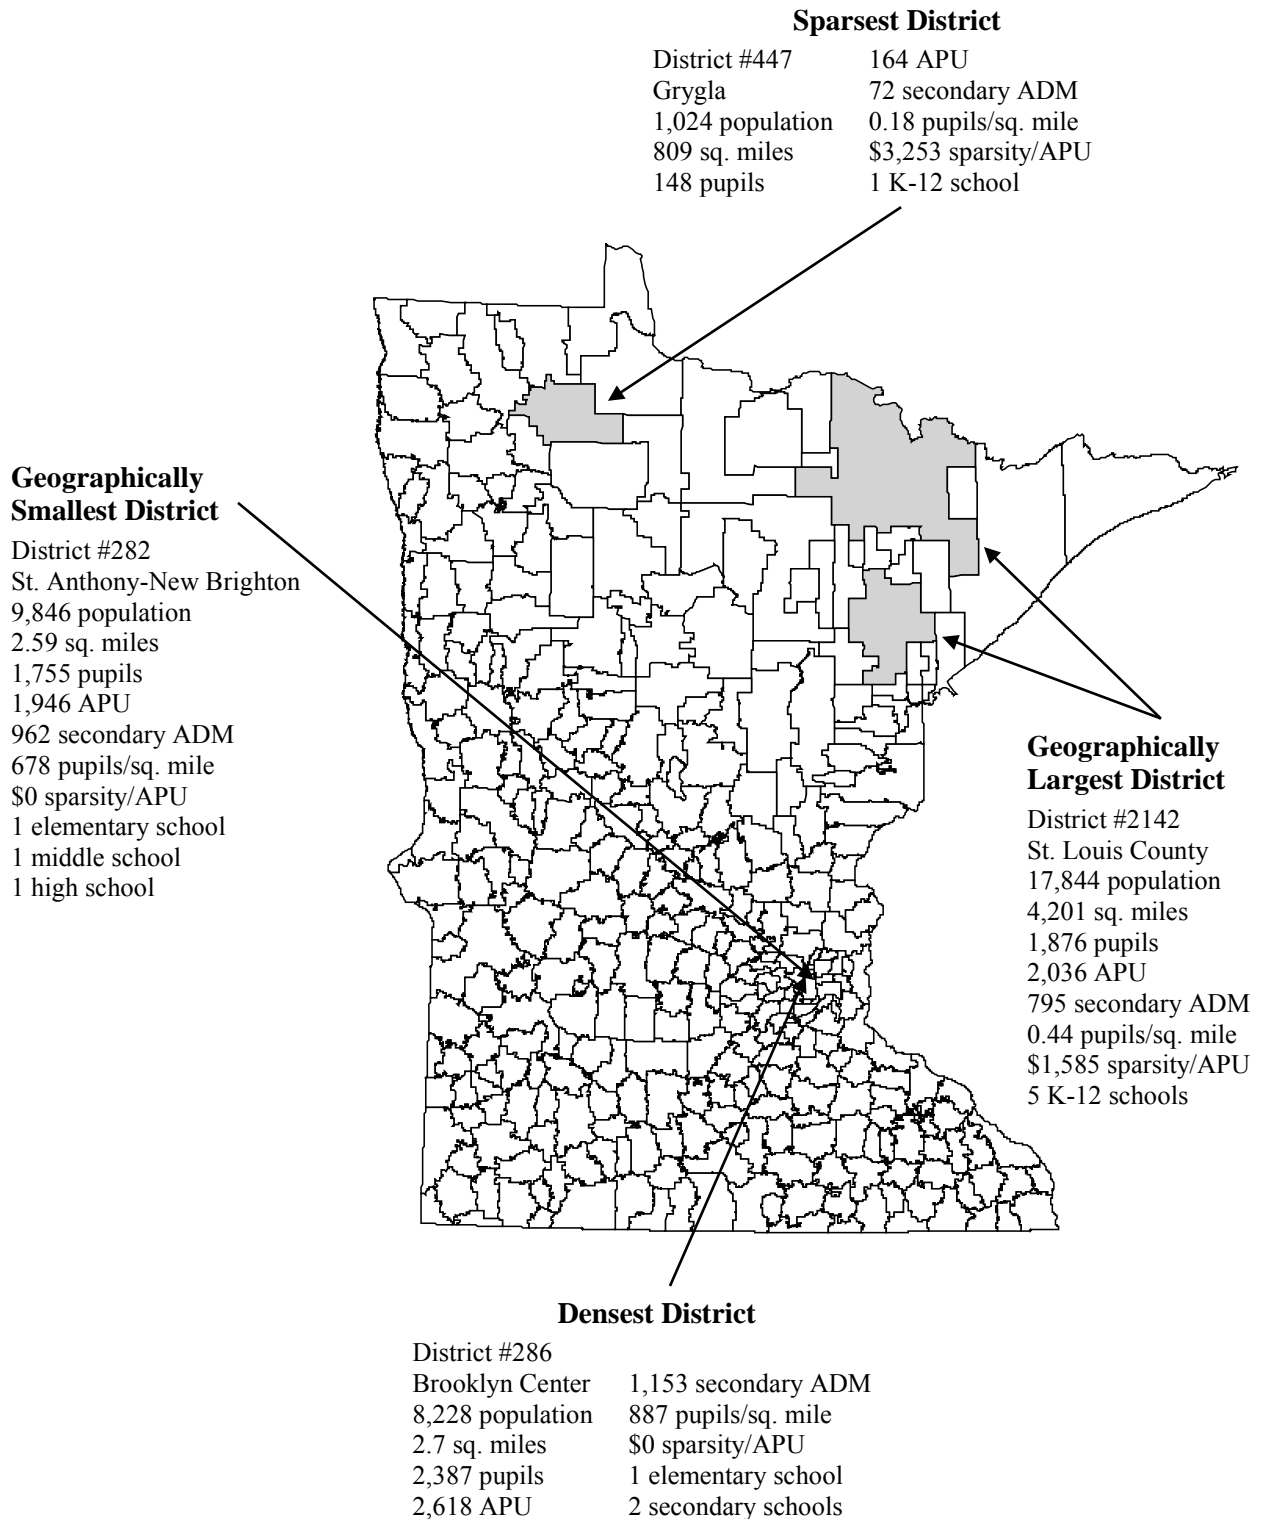 Sparsest District
District #447
Grygla
1,024 population
809 sq. miles
148 pupils
164 APU
72 secondary ADM
0.18 pupils/sq. mile
$3,253 sparsity/APU
1 K-12 school
Geographically
Smallest District
District #282
St. Anthony-New Brighton
9,846 population
2.59 sq. miles
1,755 pupils
1,946 APU
962 secondary ADM
678 pupils/sq. mile
$0 sparsity/APU
1 elementary school
1 middle school
1 high school
Geographically
Largest District
District #2142
St. Louis County
17,844 population
4,201 sq. miles
1,876 pupils
2,036 APU
795 secondary ADM
0.44 pupils/sq. mile
$1,585 sparsity/APU
5 K-12 schools
Densest District
District #286
Brooklyn Center
8,228 population
2.7 sq. miles
2,387 pupils
2,618 APU
1,153 secondary ADM
887 pupils/sq. mile
$0 sparsity/APU
1 elementary school
2 secondary schools